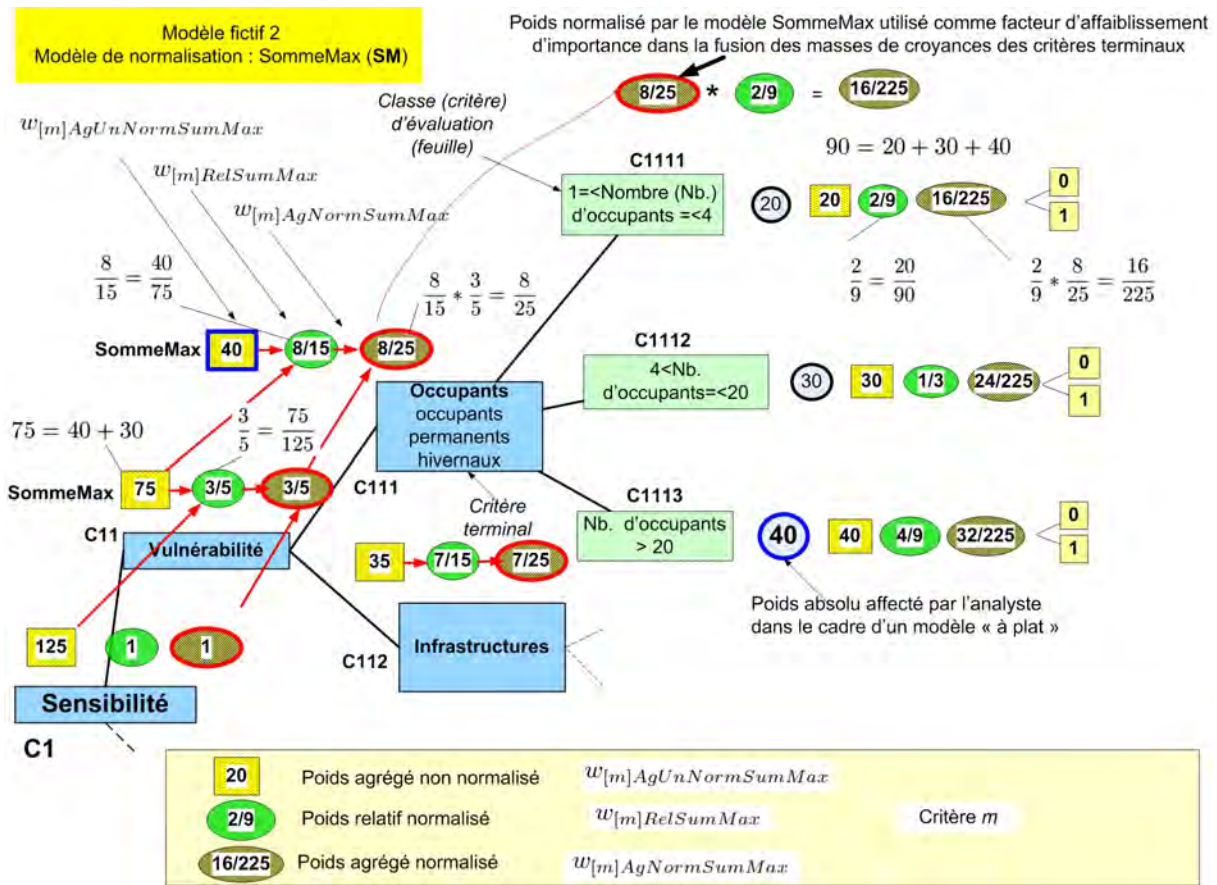 Modèle fictif 2
Modèle de normalisation : SommeMax (SM)
Poids normalisé par le modèle SommeMax utilisé comme facteur d'affaiblissement
d'importance dans la fusion des masses de croyances des critères terminaux
8/25 * 2/9 = 16/225
Classe (critère)
d'évaluation
(feuille)
w[m]AgUnNormSumMax
w[m]RelSumMax
w[m]AgNormSumMax
C1111
90 = 20 + 30 + 40
1=<Nombre (Nb.)
d'occupants =<4
20 20 2/9 16/225 0
1
2/9 = 20/90
2/9 * 8/25 = 16/225
8/15 = 40/75
8/15 * 3/5 = 8/25
SommeMax 40 8/15 8/25
C1112
4<Nb.
d'occupants=<20
30 30 1/3 24/225 0
1
Occupants
occupants
permanents
hivernaux
C111
75 = 40 + 30
3/5 = 75/125
SommeMax 75 3/5 3/5
Critère
terminal
C1113
Nb. d'occupants
> 20
40 40 4/9 32/225 0
1
C11
Vulnérabilité
35 7/15 7/25
Poids absolu affecté par l'analyste
dans le cadre d'un modèle « à plat »
125 1 1
C112
Infrastructures
Sensibilité
C1
20 Poids agrégé non normalisé w[m]AgUnNormSumMax
2/9 Poids relatif normalisé w[m]RelSumMax Critère m
16/225 Poids agrégé normalisé w[m]AgNormSumMax